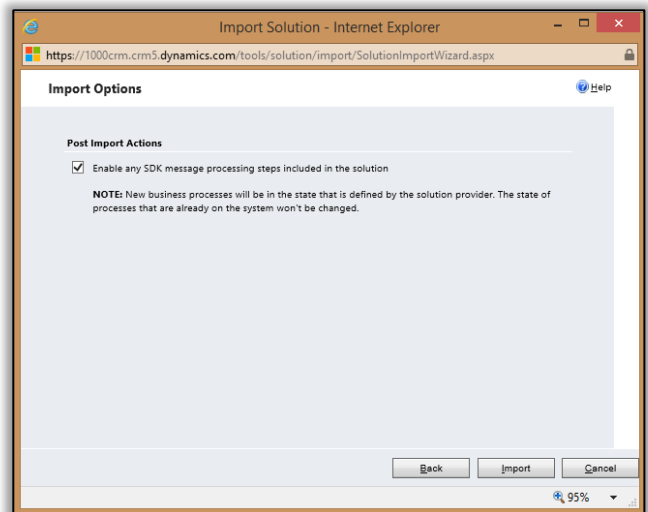 Import Solution - Internet Explorer
https://1000crm.crm5.dynamics.com/tools/solution/import/SolutionImportWizard.aspx
Import Options
Help
Post Import Actions
Enable any SDK message processing steps included in the solution
NOTE: New business processes will be in the state that is defined by the solution provider. The state of
processes that are already on the system won't be changed.
Back Import Cancel
95%